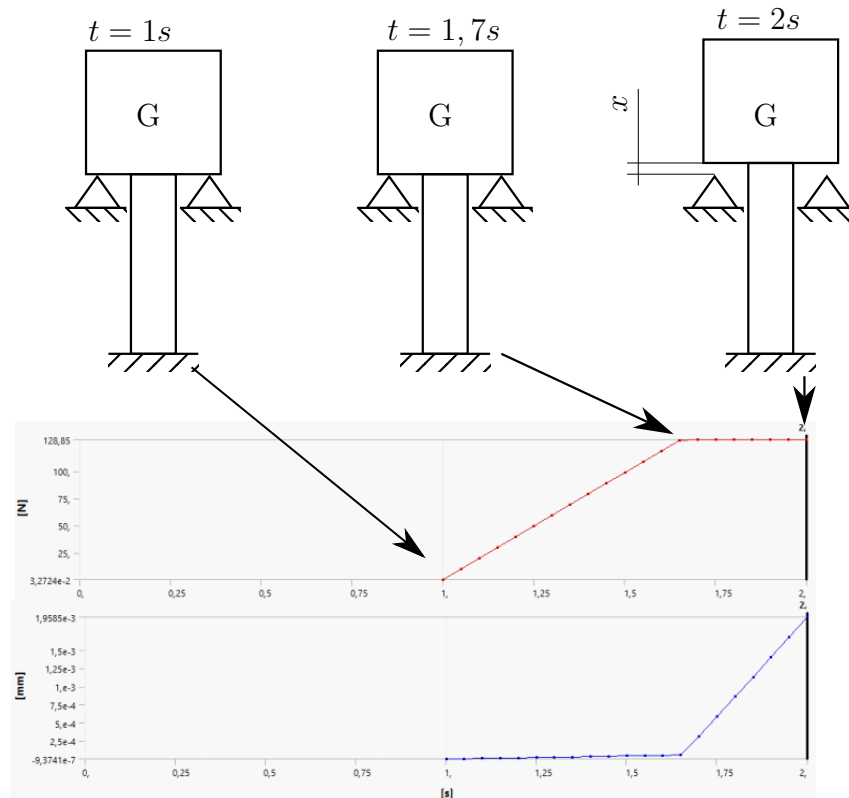 t = 1s
t = 1, 7s
t = 2s
G
G
x
G
2,
128,85
100,
75,
50,
25,
3,2724e-2
[N]
0,
0,25
0,5
0,75
1,
1,25
1,5
1,75
2,
2,
1,9585e-3
1,5e-3
1,25e-3
1,e-3
7,5e-4
5,e-4
2,5e-4
-9,3741e-7
[mm]
0,
0,25
0,5
0,75
1,
1,25
1,5
1,75
2,
[s]